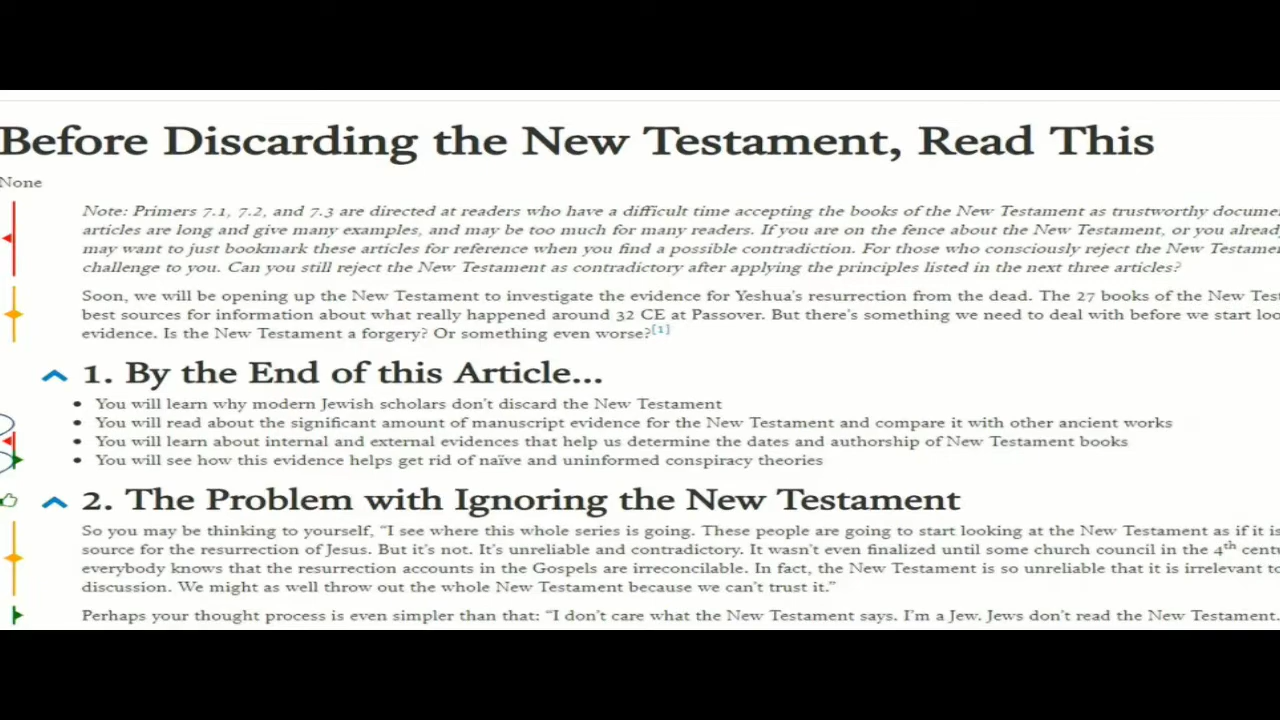 Before Discarding the New Testament, Read This
None
Note: Primers 7.1, 7.2, and 7.3 are directed at readers who have a difficult time accepting the books of the New Testament as trustworthy docume
articles are long and give many examples, and may be too much for many readers. If you are on the fence about the New Testament, or you already
may want to just bookmark these articles for reference when you find a possible contradiction. For those who consciously reject the New Testame
challenge to you. Can you still reject the New Testament as contradictory after applying the principles listed in the next three articles?
Soon, we will be opening up the New Testament to investigate the evidence for Yeshua's resurrection from the dead. The 27 books of the New Test
best sources for information about what really happened around 32 CE at Passover. But there's something we need to deal with before we start loo
evidence. Is the New Testament a forgery? Or something even worse?[1]
1. By the End of this Article...
• You will learn why modern Jewish scholars don't discard the New Testament
• You will read about the significant amount of manuscript evidence for the New Testament and compare it with other ancient works
• You will learn about internal and external evidences that help us determine the dates and authorship of New Testament books
• You will see how this evidence helps get rid of naïve and uninformed conspiracy theories
2. The Problem with Ignoring the New Testament
So you may be thinking to yourself, "I see where this whole series is going. These people are going to start looking at the New Testament as if it is
source for the resurrection of Jesus. But it's not. It's unreliable and contradictory. It wasn't even finalized until some church council in the 4th cent
everybody knows that the resurrection accounts in the Gospels are irreconcilable. In fact, the New Testament is so unreliable that it is irrelevant to
discussion. We might as well throw out the whole New Testament because we can't trust it."
Perhaps your thought process is even simpler than that: "I don't care what the New Testament says. I'm a Jew. Jews don't read the New Testament.